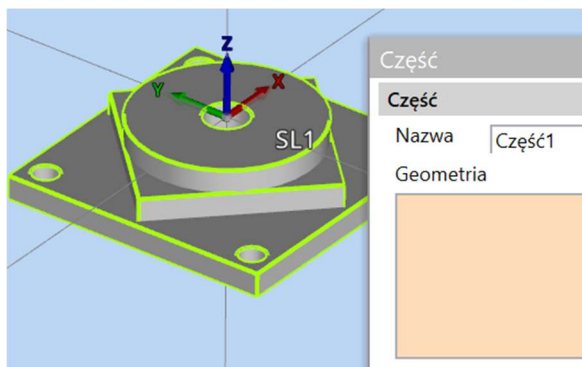 Z
Y
X
SL1
Część
Część
Nazwa Część1
Geometria